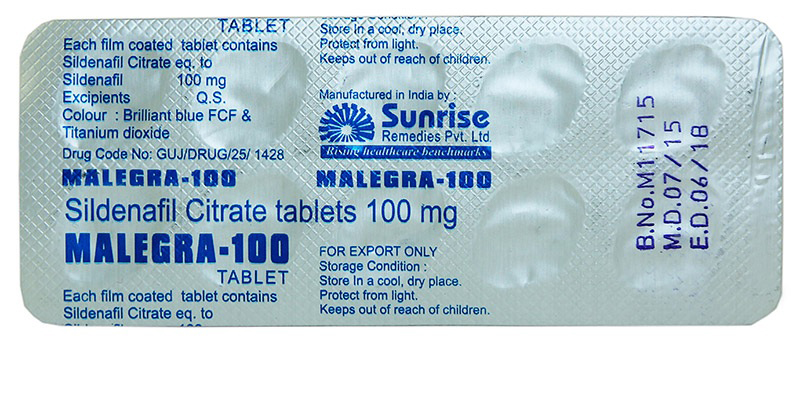 TABLET
Each film coated tablet contains
Sildenafil Citrate eq. to
Sildenafil 100 mg
Excipients Q.S.
Colour : Brilliant blue FCF &
Titanium dioxide
Drug Code No: GUJ/DRUG/25/ 1428
MALEGRA-100
Storage Condition :
Store in a cool, dry place.
Protect from light.
Keeps out of reach of children.
Manufactured in India by :
Sunrise
Remedies Pvt. Ltd.
Rising healthcare benchmarks
MALEGRA-100
Sildenafil Citrate tablets 100 mg
MALEGRA-100
TABLET
Each film coated tablet contains
Sildenafil Citrate eq. to
FOR EXPORT ONLY
Storage Condition :
Store In a cool, dry place.
Protect from light.
Keeps out of reach of children.
B.No.M11715
M.D.07/15
E.D.06/18